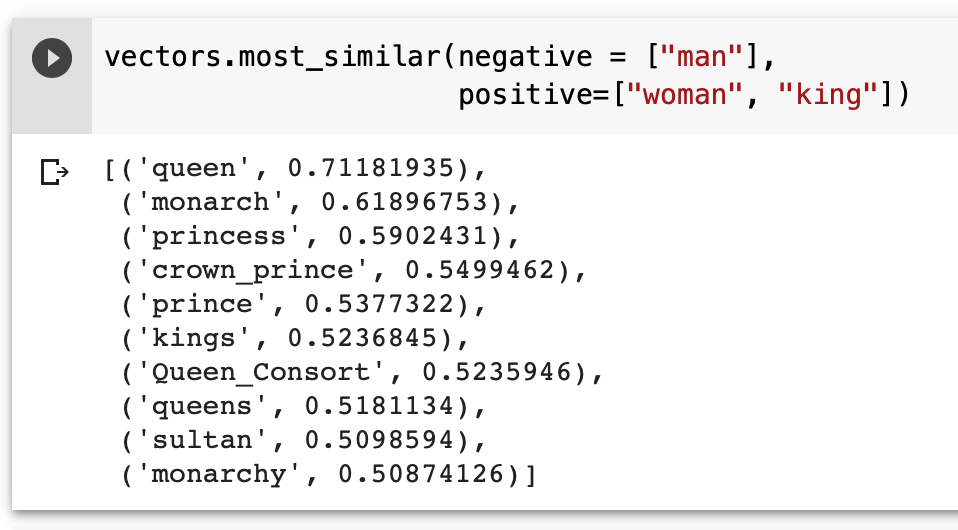 vectors.most_similar(negative = ["man"],
positive=["woman", "king"])
[('queen', 0.71181935),
('monarch', 0.61896753),
('princess', 0.5902431),
('crown_prince', 0.5499462),
('prince', 0.5377322),
('kings', 0.5236845),
('Queen_Consort', 0.5235946),
('queens', 0.5181134),
('sultan', 0.5098594),
('monarchy', 0.50874126)]